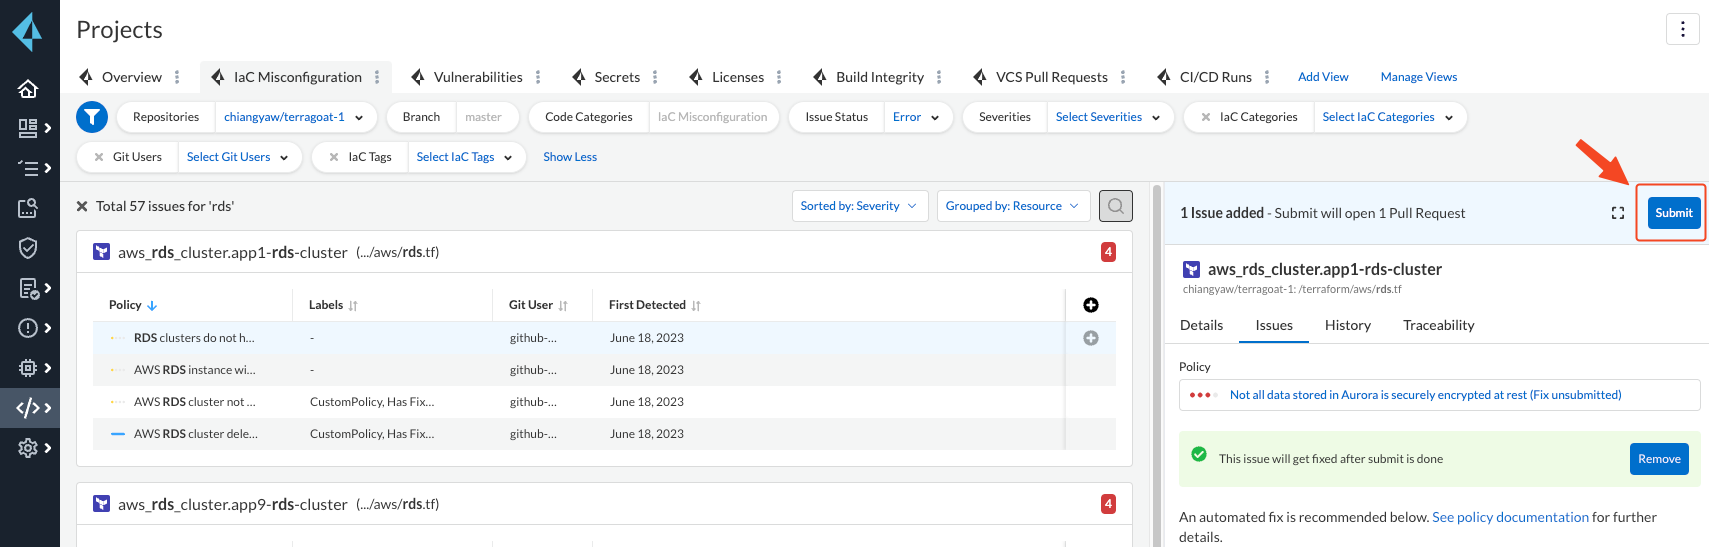 Projects
Overview IaC Misconfiguration Vulnerabilities Secrets Licenses Build Integrity VCS Pull Requests CI/CD Runs Add View Manage Views
Repositories chiangyaw/terragoat-1 Branch master Code Categories IaC Misconfiguration Issue Status Error Severities Select Severities IaC Categories Select IaC Categories
Git Users Select Git Users IaC Tags Select IaC Tags Show Less
Total 57 issues for 'rds' Sorted by: Severity Grouped by: Resource
aws_rds_cluster.app1-rds-cluster (.../aws/rds.tf) 4
Policy Labels Git User First Detected
RDS clusters do not h... - github-... June 18, 2023
AWS RDS instance wi... - github-... June 18, 2023
AWS RDS cluster not ... CustomPolicy, Has Fix... github-... June 18, 2023
AWS RDS cluster dele... CustomPolicy, Has Fix... github-... June 18, 2023
aws_rds_cluster.app9-rds-cluster (.../aws/rds.tf) 4
1 Issue added - Submit will open 1 Pull Request Submit
aws_rds_cluster.app1-rds-cluster
chiangyaw/terragoat-1: /terraform/aws/rds.tf
Details Issues History Traceability
Policy
Not all data stored in Aurora is securely encrypted at rest (Fix unsubmitted)
This issue will get fixed after submit is done Remove
An automated fix is recommended below. See policy documentation for further
details.